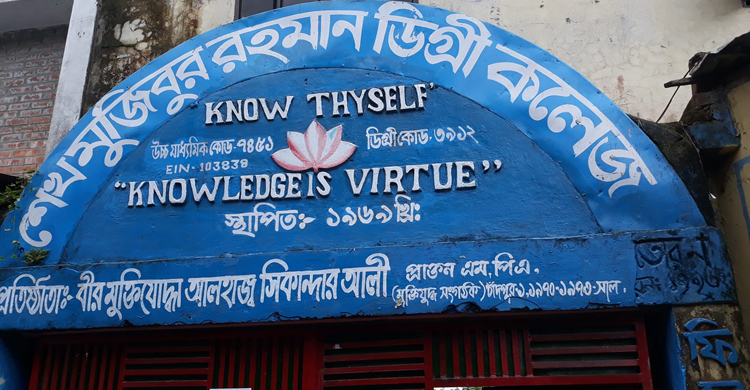 শেখ মুজিবুর রহমান ডিগ্রী কলেজ
KNOW THYSELF'
উচ্চ মাধ্যমিক কোড-৭৪৫১ ডিগ্রীকোড. ৩৯১২
EIN-103839
"KNOWLEDGE IS VIRTUE"
স্থাপিত:- ১৯৬৯খ্রি:
প্রতিষ্ঠাতা:- বীর মুক্তিযোদ্ধা আলহাজ্ব সিকান্দার আলী প্রাক্তন এম.পি.এ.
(মুক্তিযুদ্ধ সংগঠক) চাঁদপুর-১,১৯৭০-১৯৭৩-সাল.
ফি